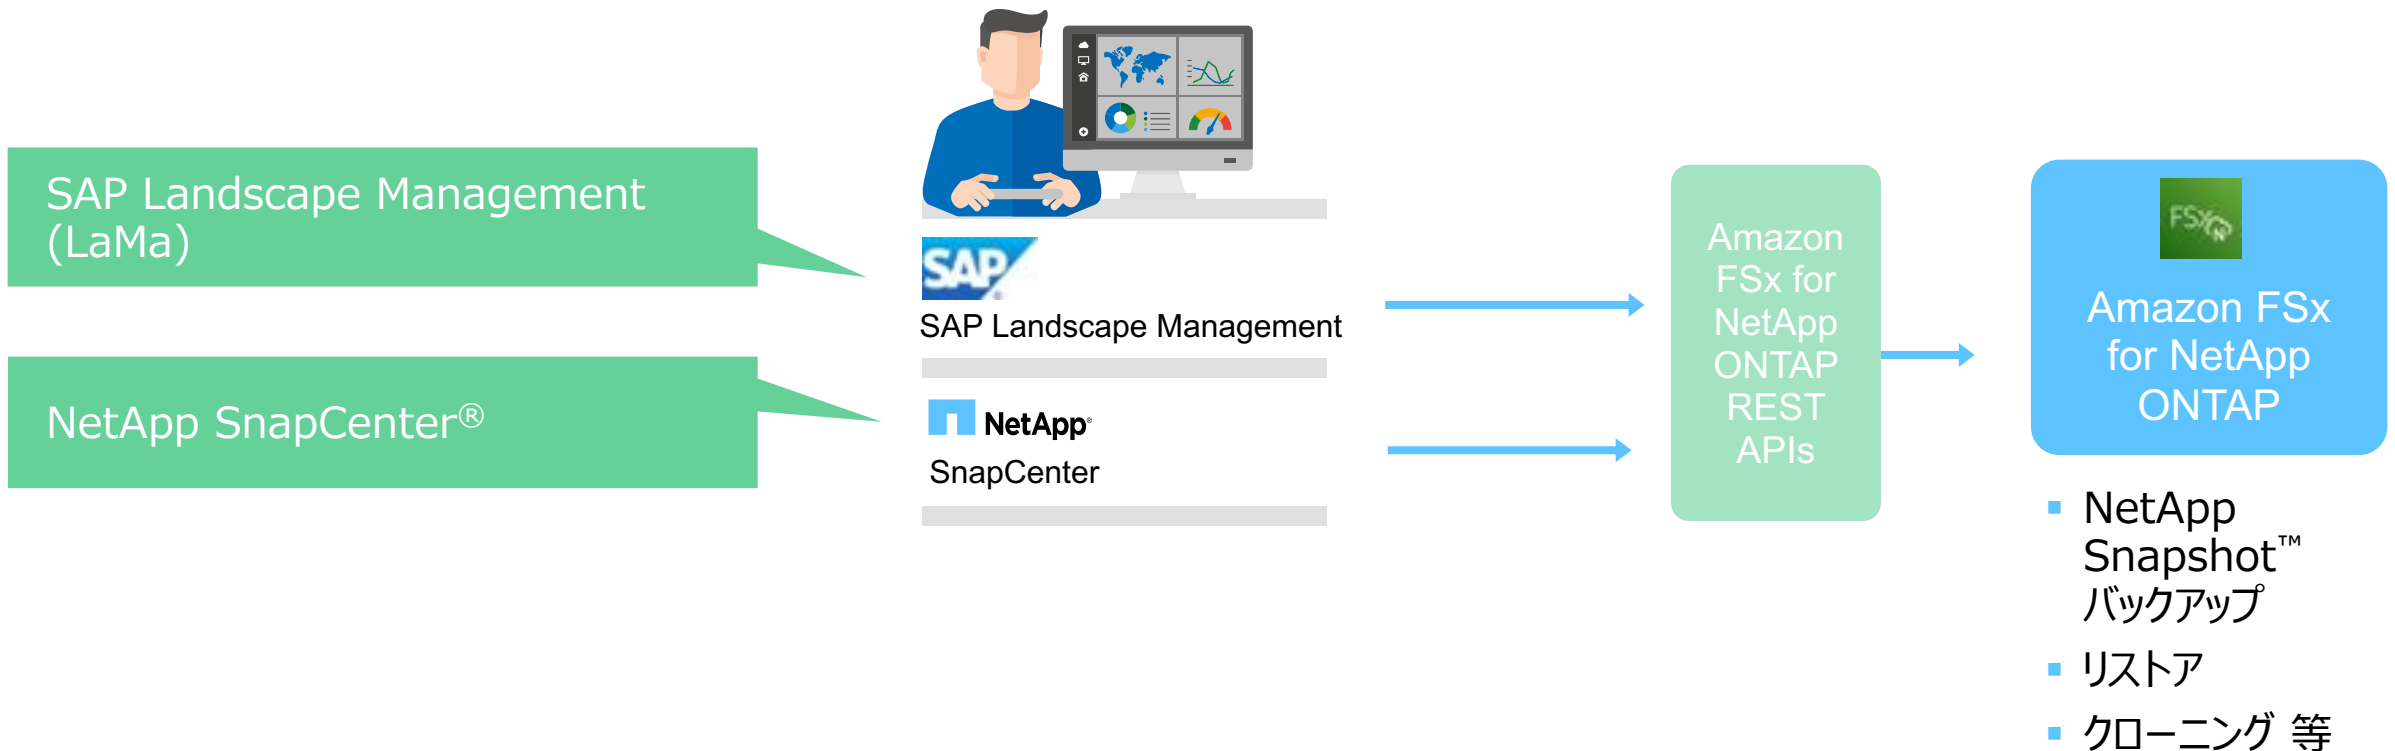 SAP Landscape Management
(LaMa)
NetApp SnapCenter®
SAP
SAP Landscape Management
NetApp®
SnapCenter
Amazon
FSx for
NetApp
ONTAP
REST
APIs
FSx
N
Amazon FSx
for NetApp
ONTAP
▪ NetApp
Snapshot™
バックアップ
▪ リストア
▪ クローニング 等